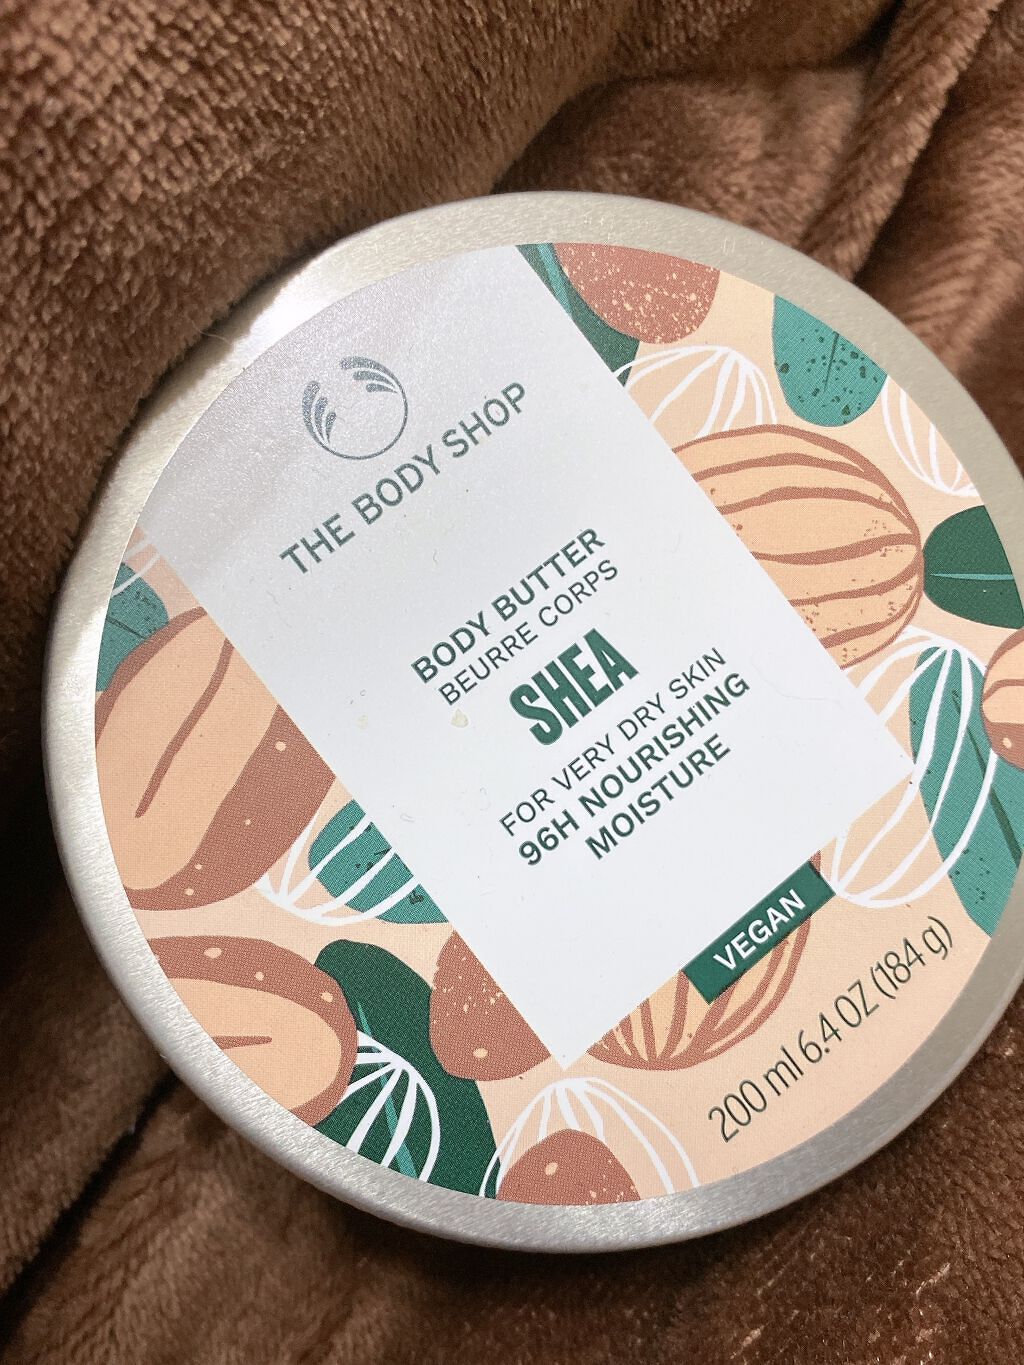 THE BODY SHOP
BODY BUTTER
BEURRE CORPS
SHEA
FOR VERY DRY SKIN
96H NOURISHING
MOISTURE
VEGAN
200 ml 6.4 OZ (184 g)